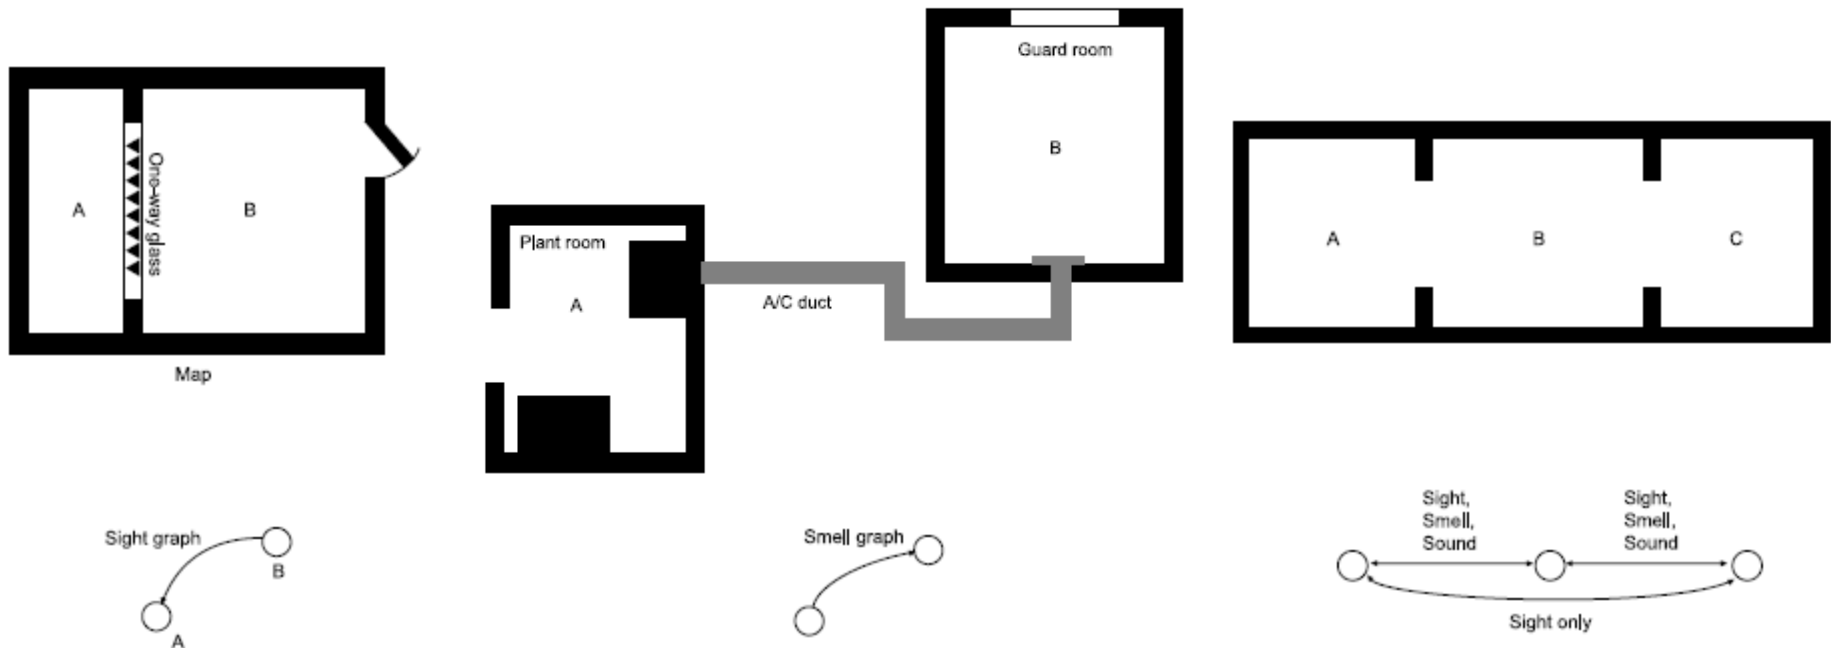 A
One-way glass
B
Map
Plant room
A
A/C duct
Guard room
B
A
B
C
Sight graph
B
A
Smell graph
Sight,
Smell,
Sound
Sight,
Smell,
Sound
Sight only